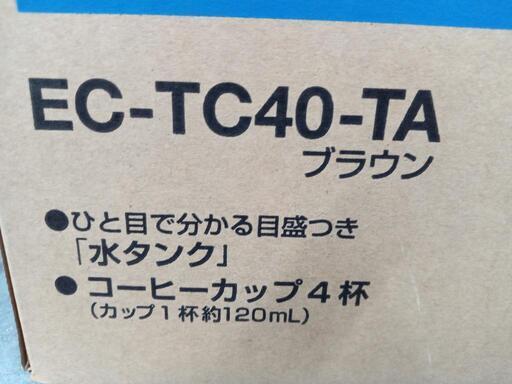 EC-TC40-TA
ブラウン
●ひと目で分かる目盛つき
「水タンク」
●コーヒーカップ4杯
(カップ1杯約120mL)